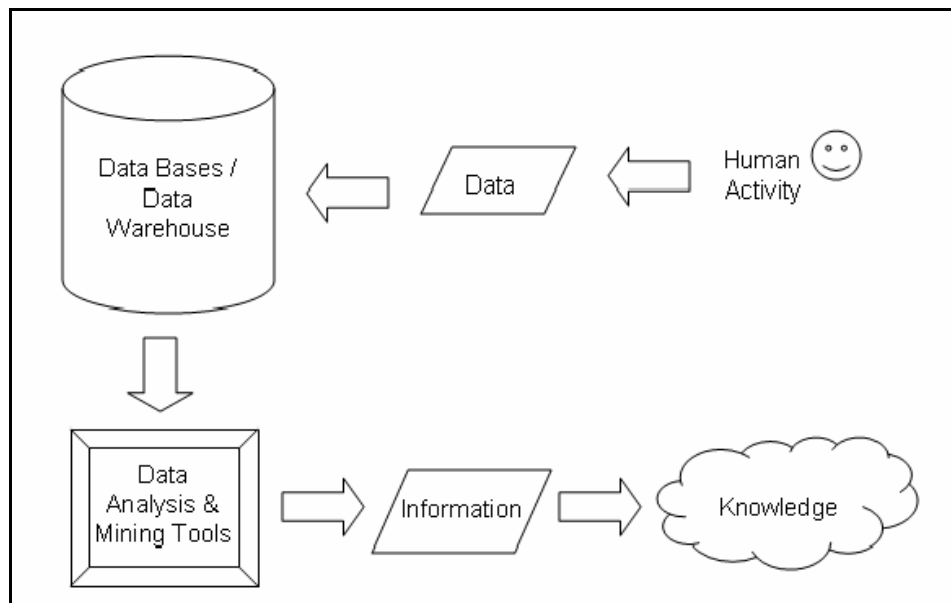 Data Bases /
Data
Warehouse
Data
Human
Activity
Data
Analysis &
Mining Tools
Information
Knowledge